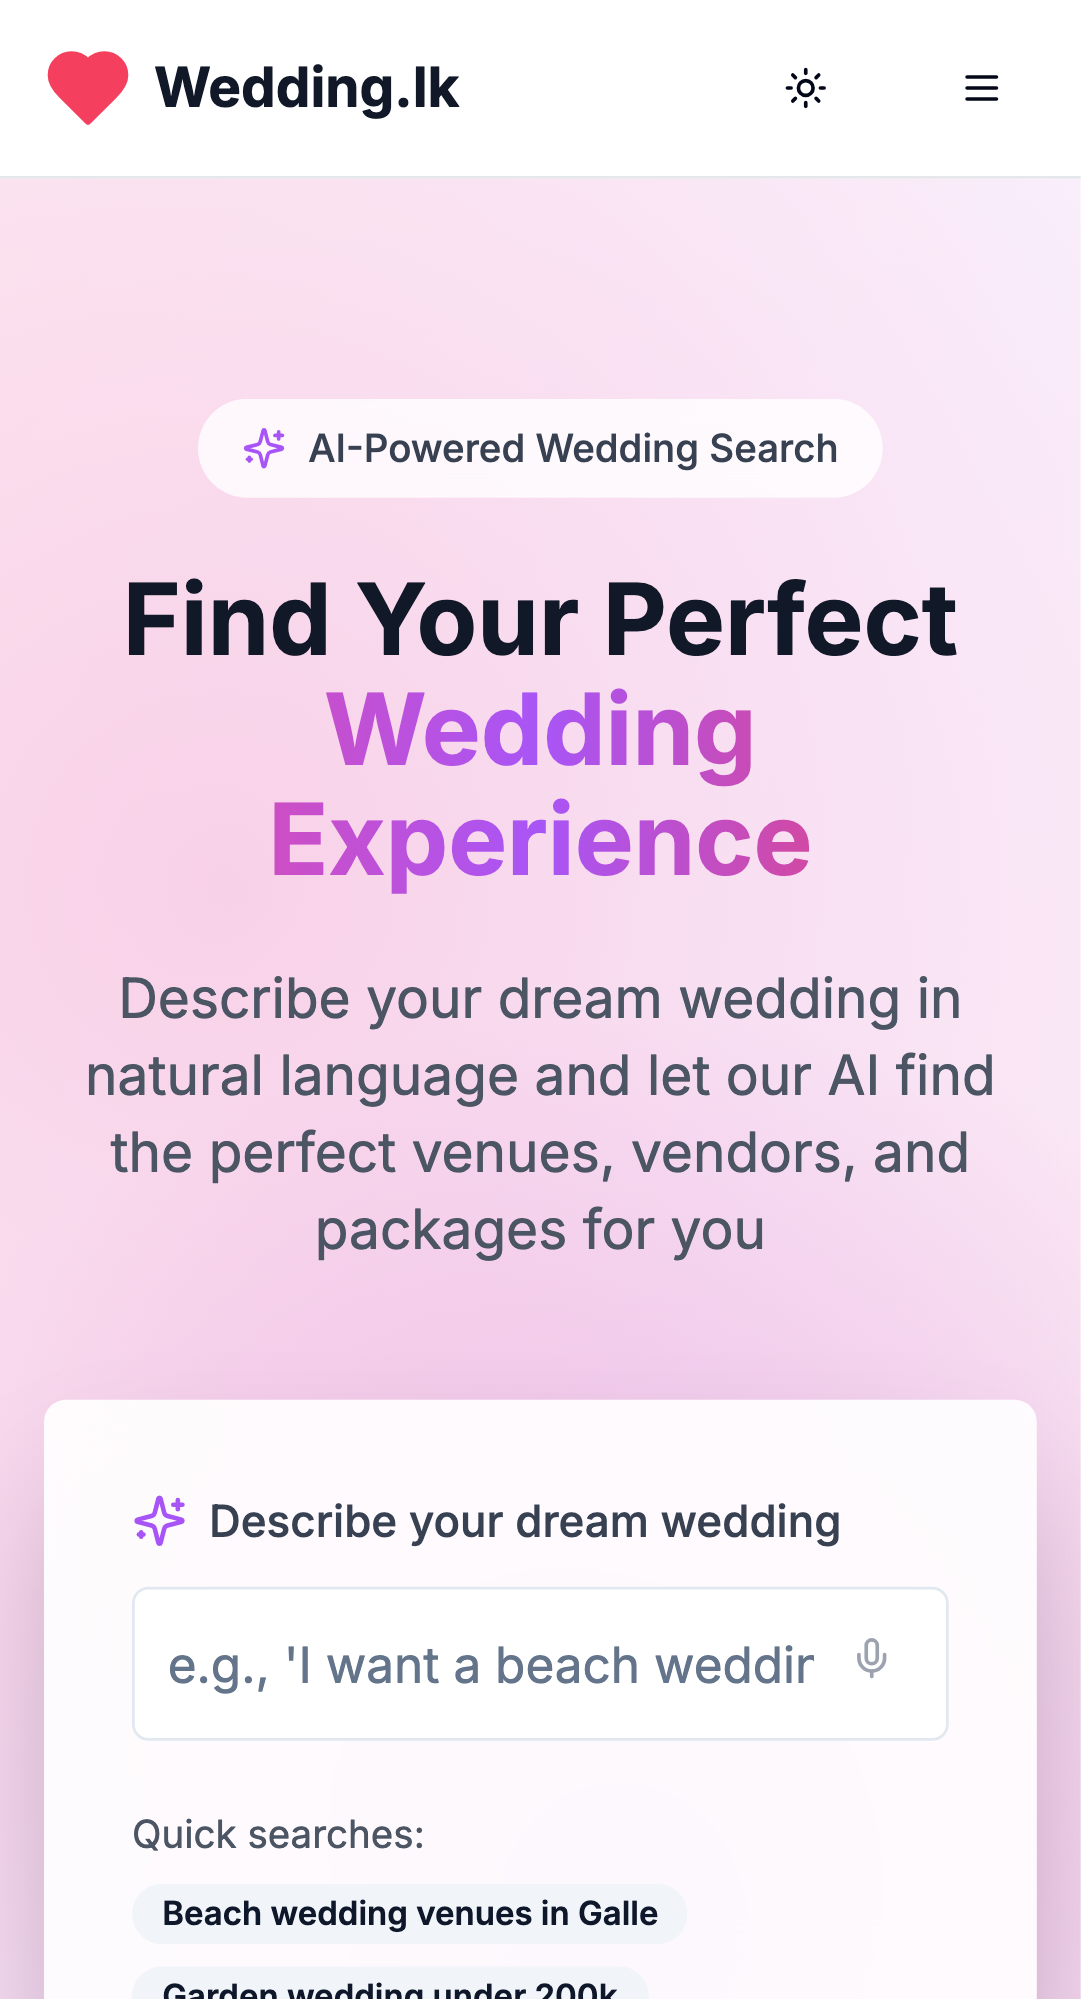 Wedding.lk
AI-Powered Wedding Search
Find Your Perfect
Wedding
Experience
Describe your dream wedding in
natural language and let our AI find
the perfect venues, vendors, and
packages for you
Describe your dream wedding
e.g., 'I want a beach weddin
Quick searches:
Beach wedding venues in Galle
Garden wedding under 200k